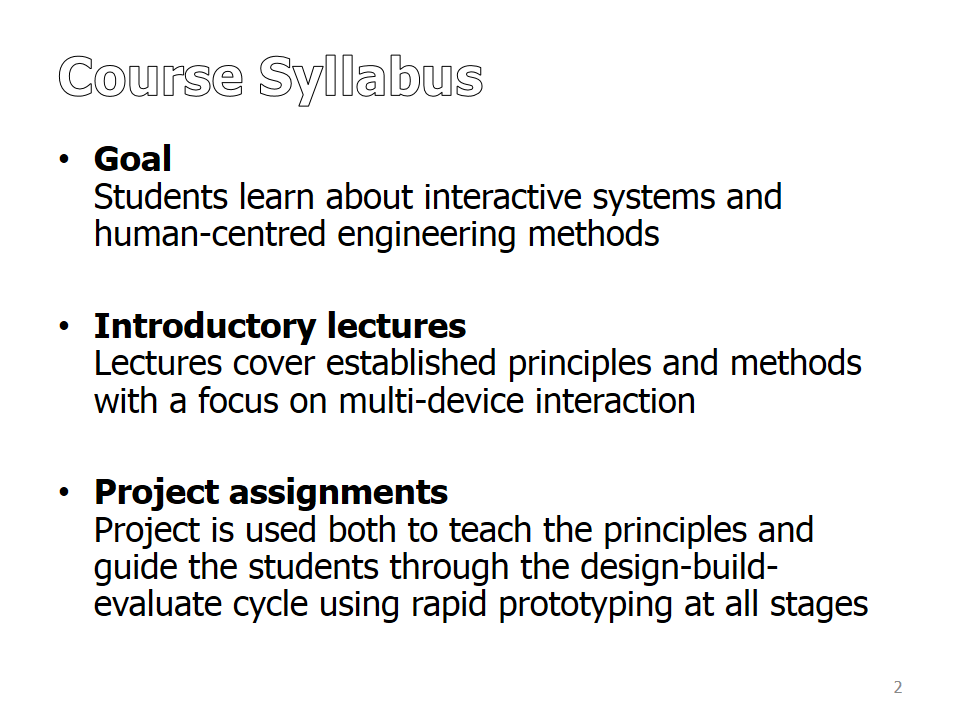 Course Syllabus
• Goal
Students learn about interactive systems and
human-centred engineering methods
• Introductory lectures
Lectures cover established principles and methods
with a focus on multi-device interaction
• Project assignments
Project is used both to teach the principles and
guide the students through the design-build-
evaluate cycle using rapid prototyping at all stages
2